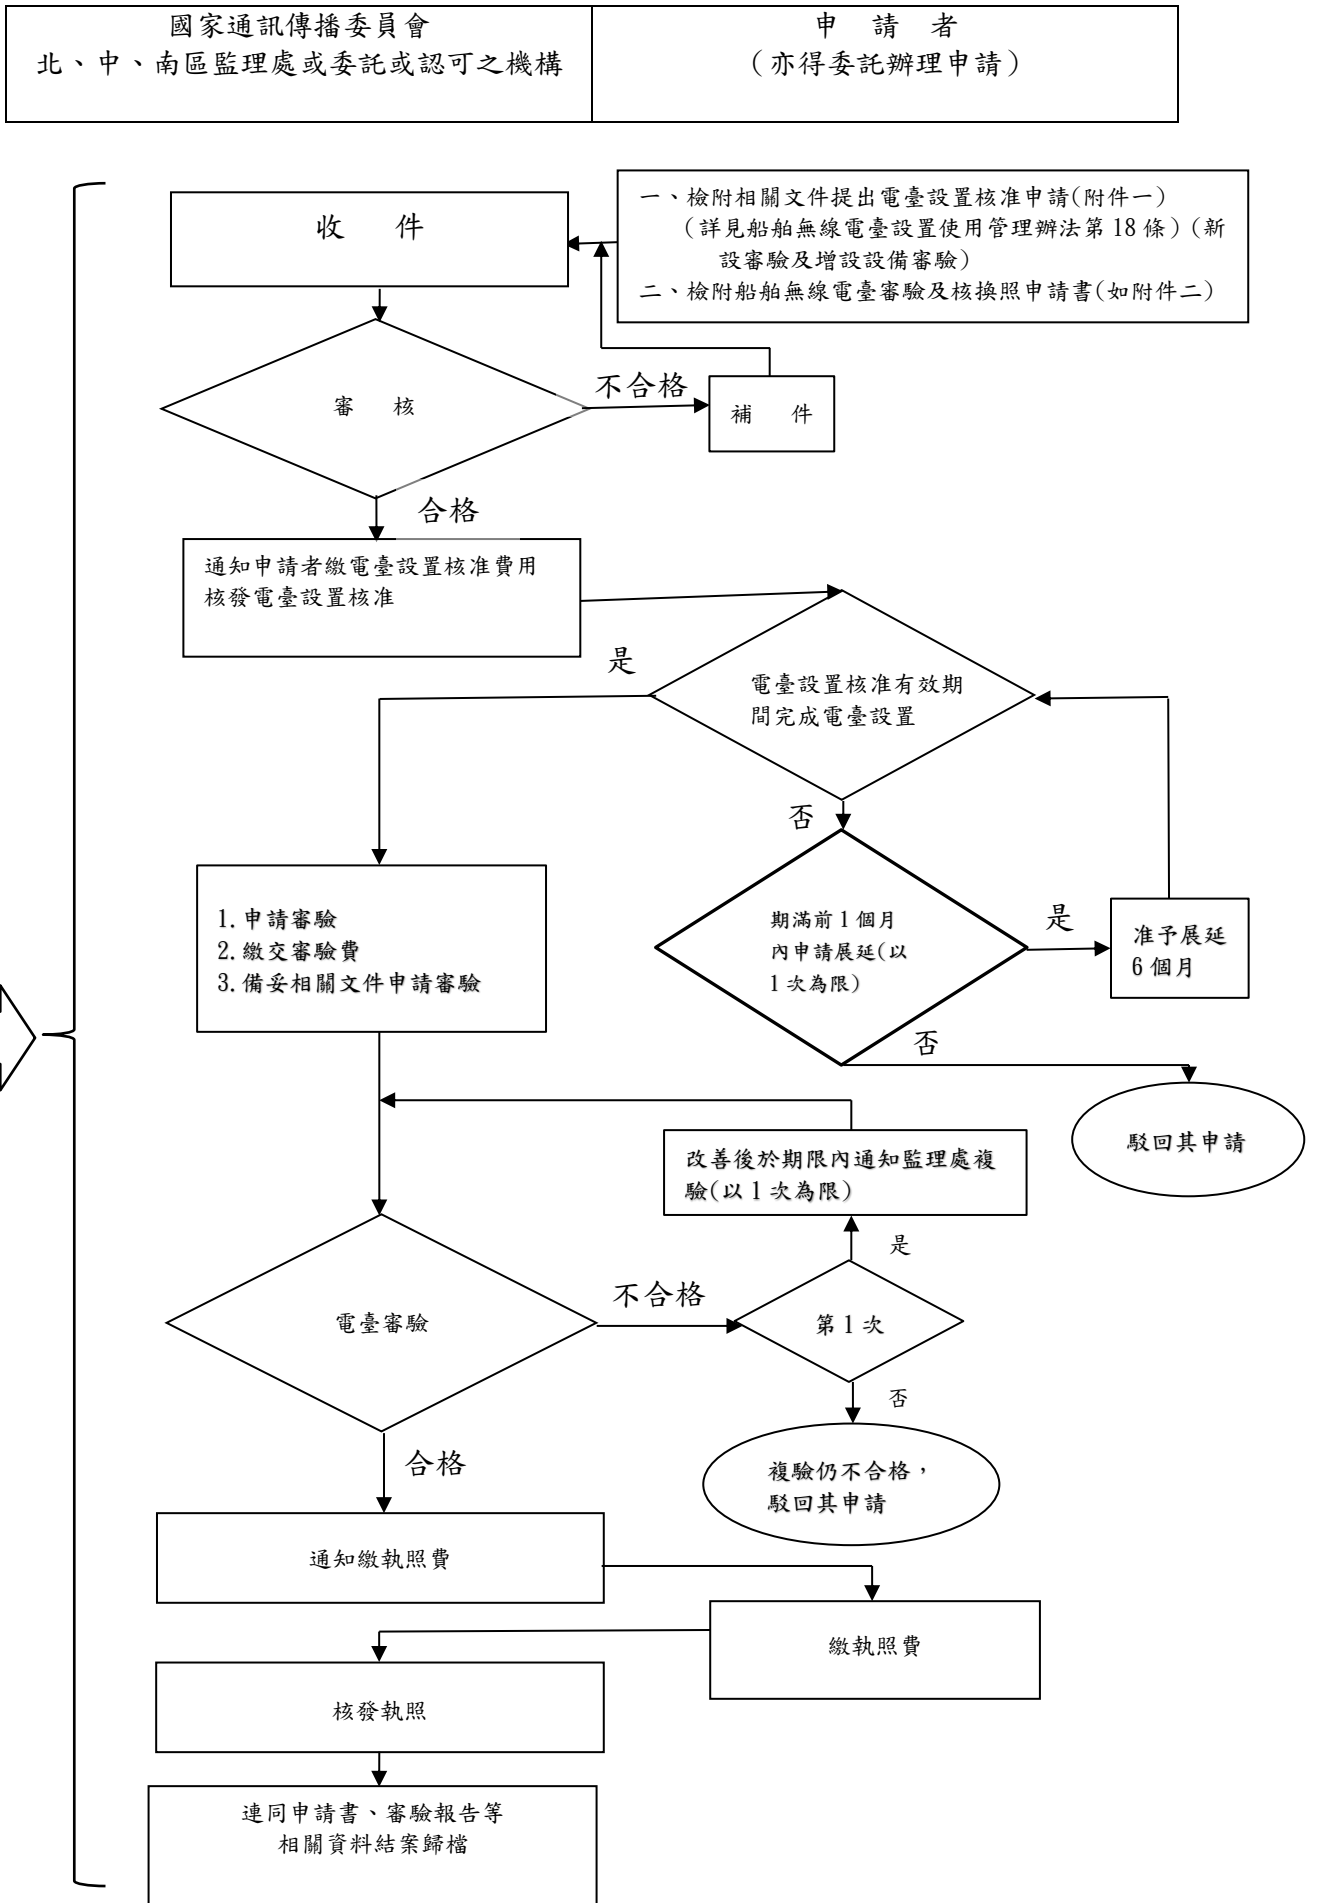 國家通訊傳播委員會
北、中、南區監理處或委託或認可之機構
申 請 者
（亦得委託辦理申請）
一、檢附相關文件提出電臺設置核准申請(附件一)
（詳見船舶無線電臺設置使用管理辦法第18條）(新
設審驗及增設設備審驗)
二、檢附船舶無線電臺審驗及核換照申請書(如附件二)
收 件
審 核
不合格
補 件
合格
通知申請者繳電臺設置核准費用
核發電臺設置核准
是
電臺設置核准有效期
間完成電臺設置
否
1.申請審驗
2.繳交審驗費
3.備妥相關文件申請審驗
期滿前1個月
內申請展延(以
1次為限)
是
准予展延
6個月
否
駁回其申請
改善後於期限內通知監理處複
驗(以1次為限)
是
電臺審驗
不合格
第1次
否
複驗仍不合格，
駁回其申請
合格
通知繳執照費
繳執照費
核發執照
連同申請書、審驗報告等
相關資料結案歸檔